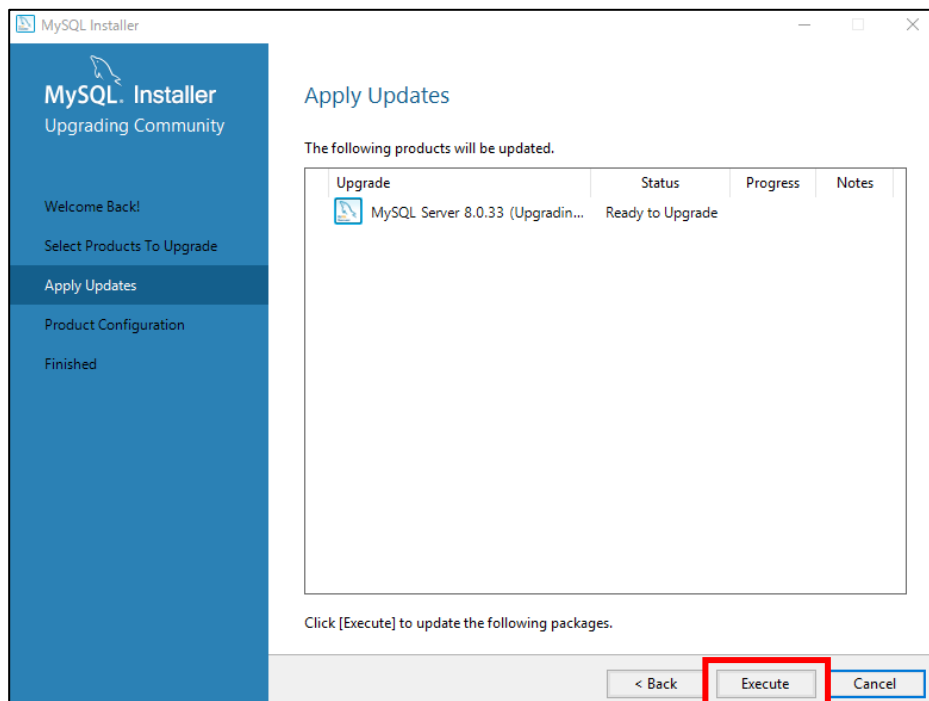 MySQL Installer
MySQL. Installer
Upgrading Community
Welcome Back!
Select Products To Upgrade
Apply Updates
Product Configuration
Finished
Apply Updates
The following products will be updated.
Upgrade Status Progress Notes
MySQL Server 8.0.33 (Upgradin... Ready to Upgrade
Click [Execute] to update the following packages.
< Back Execute Cancel